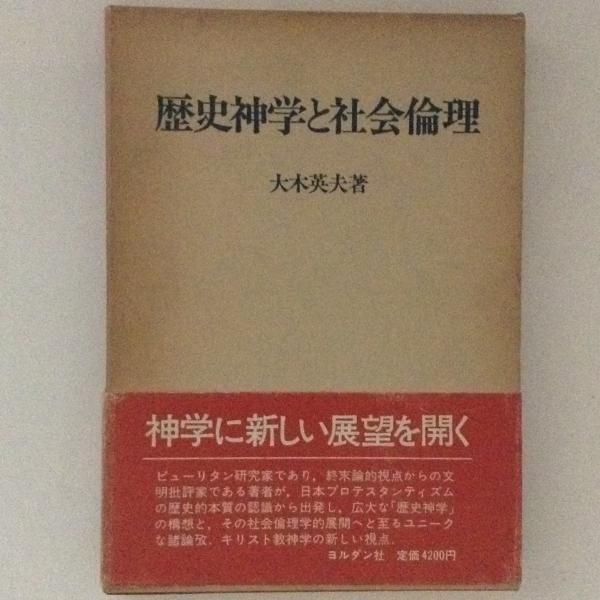 歴史神学と社会倫理
大木英夫著
神学に新しい展望を開く
ピューリタン研究家であり，終末論的視点からの文
明批評家である著者が，日本プロテスタンティズム
の歴史的本質の認識から出発し，広大な「歴史神学」
の構想と，その社会倫理学的展開へと至るユニーク
な諸論攷．キリスト教神学の新しい視点．
ヨルダン社 定価4200円